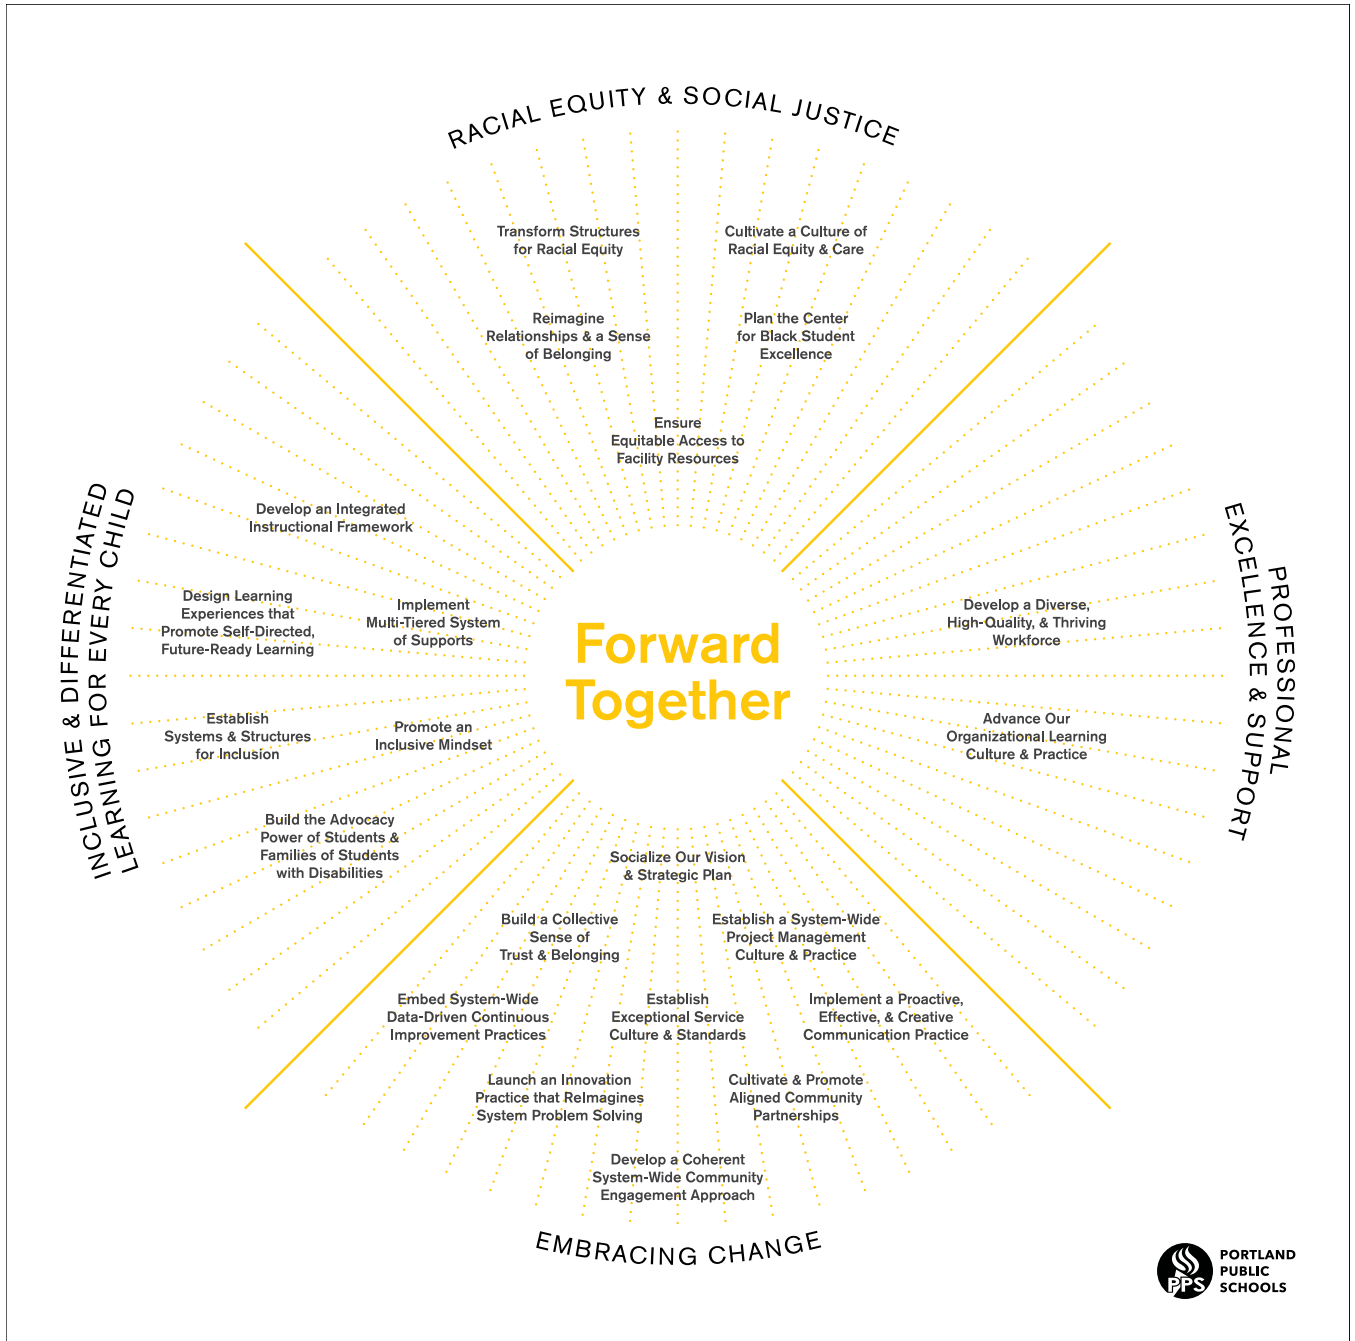 RACIAL EQUITY & SOCIAL JUSTICE
Transform Structures
for Racial Equity
Cultivate a Culture of
Racial Equity & Care
Reimagine
Relationships & a Sense
of Belonging
Plan the Center
for Black Student
Excellence
Ensure
Equitable Access to
Facility Resources
INCLUSIVE & DIFFERENTIATED
LEARNING FOR EVERY CHILD
Develop an Integrated
Instructional Framework
Design Learning
Experiences that
Promote Self-Directed,
Future-Ready Learning
Implement
Multi-Tiered System
of Supports
Establish
Systems & Structures
for Inclusion
Promote an
Inclusive Mindset
Build the Advocacy
Power of Students &
Families of Students
with Disabilities
Forward
Together
PROFESSIONAL
EXCELLENCE & SUPPORT
Develop a Diverse,
High-Quality, & Thriving
Workforce
Advance Our
Organizational Learning
Culture & Practice
Socialize Our Vision
& Strategic Plan
Build a Collective
Sense of
Trust & Belonging
Establish a System-Wide
Project Management
Culture & Practice
Embed System-Wide
Data-Driven Continuous
Improvement Practices
Establish
Exceptional Service
Culture & Standards
Implement a Proactive,
Effective, & Creative
Communication Practice
Launch an Innovation
Practice that ReImagines
System Problem Solving
Cultivate & Promote
Aligned Community
Partnerships
Develop a Coherent
System-Wide Community
Engagement Approach
EMBRACING CHANGE
PPS
PORTLAND
PUBLIC
SCHOOLS